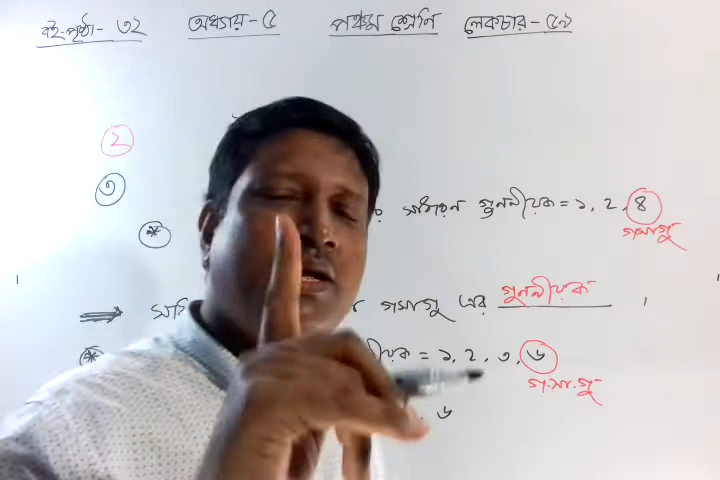 বই-পৃষ্ঠা- ৩২ অধ্যায়-৫ পঞ্চম শ্রেণি লেকচার-৫৯
২
৩
* র সাধারণ গুণনীয়ক = ১, ২, ৪
গসাগু
গসাগু এর গুণনীয়ক
* = ১, ২, ৩, ৬
গ.সা.গু
৬